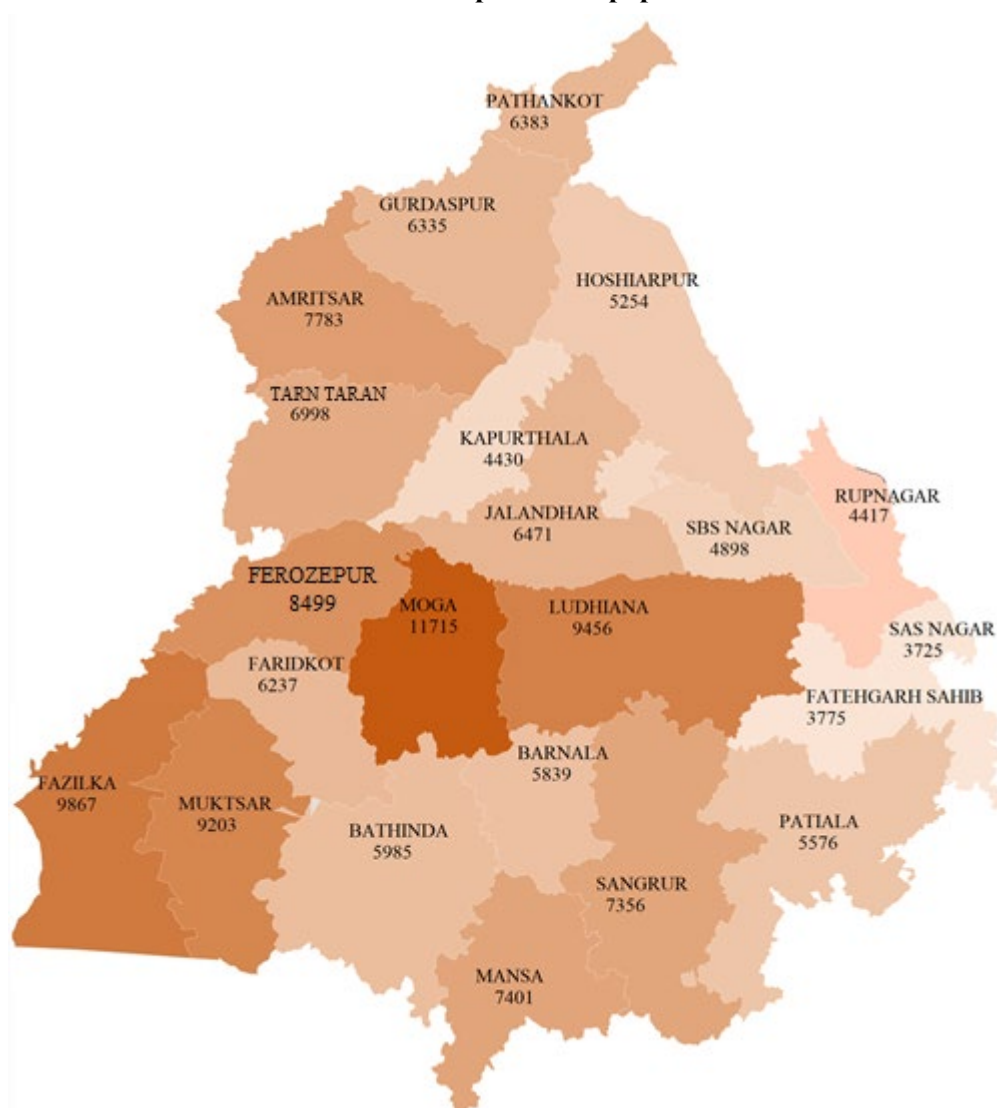 PATHANKOT
6383
GURDASPUR
6335
HOSHIARPUR
5254
AMRITSAR
7783
TARN TARAN
6998
KAPURTHALA
4430
RUPNAGAR
4417
JALANDHAR
6471
SBS NAGAR
4898
FEROZEPUR
8499
MOGA
11715
LUDHIANA
9456
SAS NAGAR
3725
FARIDKOT
6237
FATEHGARH SAHIB
3775
BARNALA
5839
FAZILKA
9867
MUKTSAR
9203
BATHINDA
5985
PATIALA
5576
SANGRUR
7356
MANSA
7401